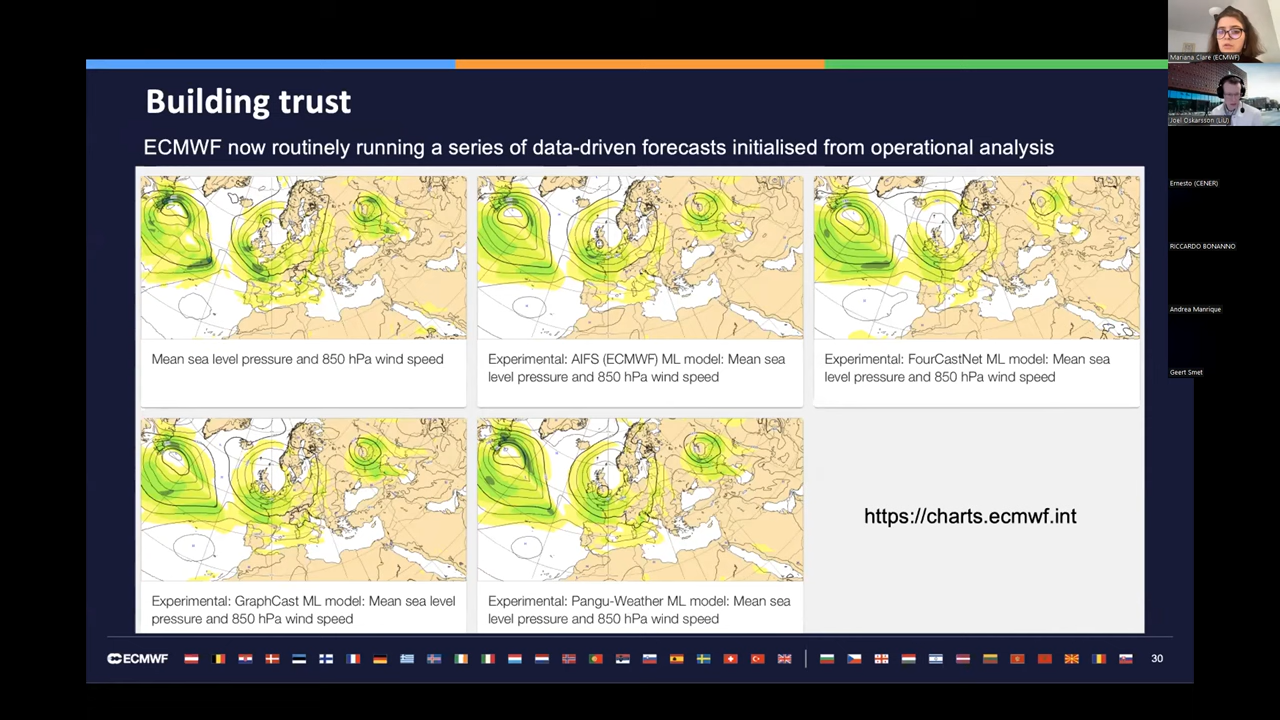 Building trust
ECMWF now routinely running a series of data-driven forecasts initialised from operational analysis
Mean sea level pressure and 850 hPa wind speed
Experimental: AIFS (ECMWF) ML model: Mean sea
level pressure and 850 hPa wind speed
Experimental: FourCastNet ML model: Mean sea
level pressure and 850 hPa wind speed
Experimental: GraphCast ML model: Mean sea level
pressure and 850 hPa wind speed
Experimental: Pangu-Weather ML model: Mean sea
level pressure and 850 hPa wind speed
https://charts.ecmwf.int
ECMWF
30
Mariana Clare (ECMWF)
Joel Oskarsson (LiU)
Ernesto (CENER)
RICCARDO BONANNO
Andrea Manrique
Geert Smet